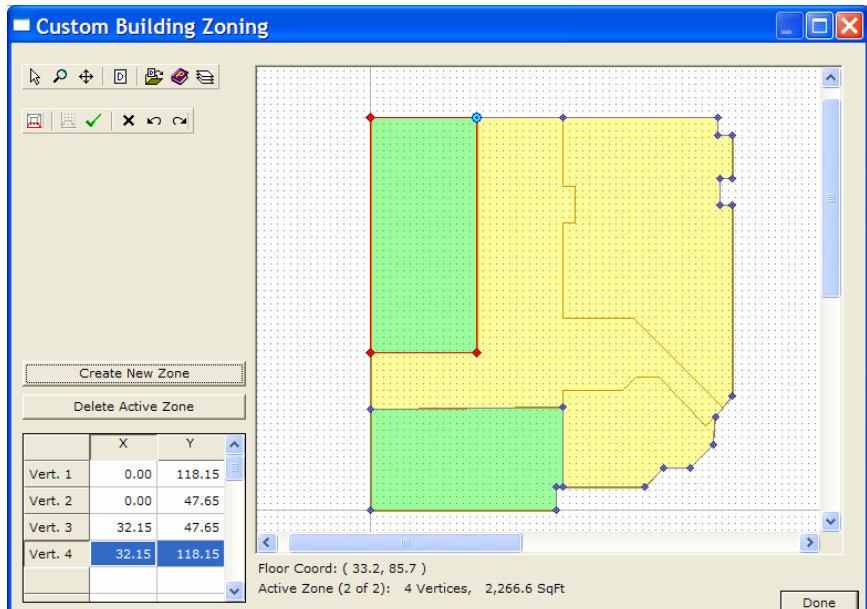 Custom Building Zoning
D D
Create New Zone
Delete Active Zone
X Y
Vert. 1 0.00 118.15
Vert. 2 0.00 47.65
Vert. 3 32.15 47.65
Vert. 4 32.15 118.15
Floor Coord: ( 33.2, 85.7 )
Active Zone (2 of 2): 4 Vertices, 2,266.6 SqFt
Done